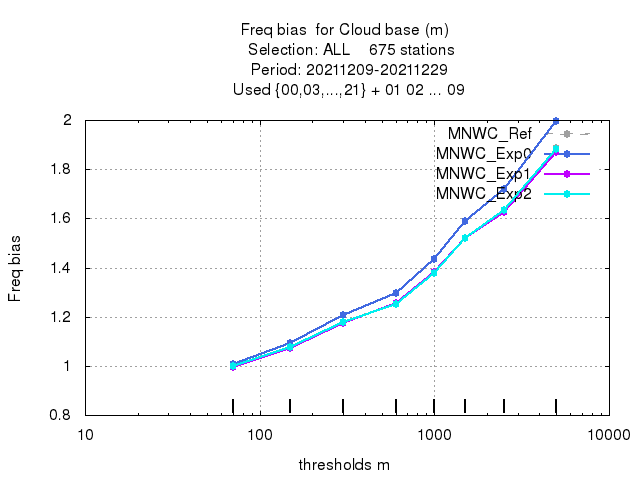 Freq bias  for Cloud base (m)
Selection: ALL    675 stations
Period: 20211209-20211229
Used {00,03,...,21} + 01 02 ... 09
2
1.8
1.6
1.4
1.2
1
0.8
Freq bias
MNWC_Ref
MNWC_Exp0
MNWC_Exp1
MNWC_Exp2
10
100
1000
10000
thresholds m